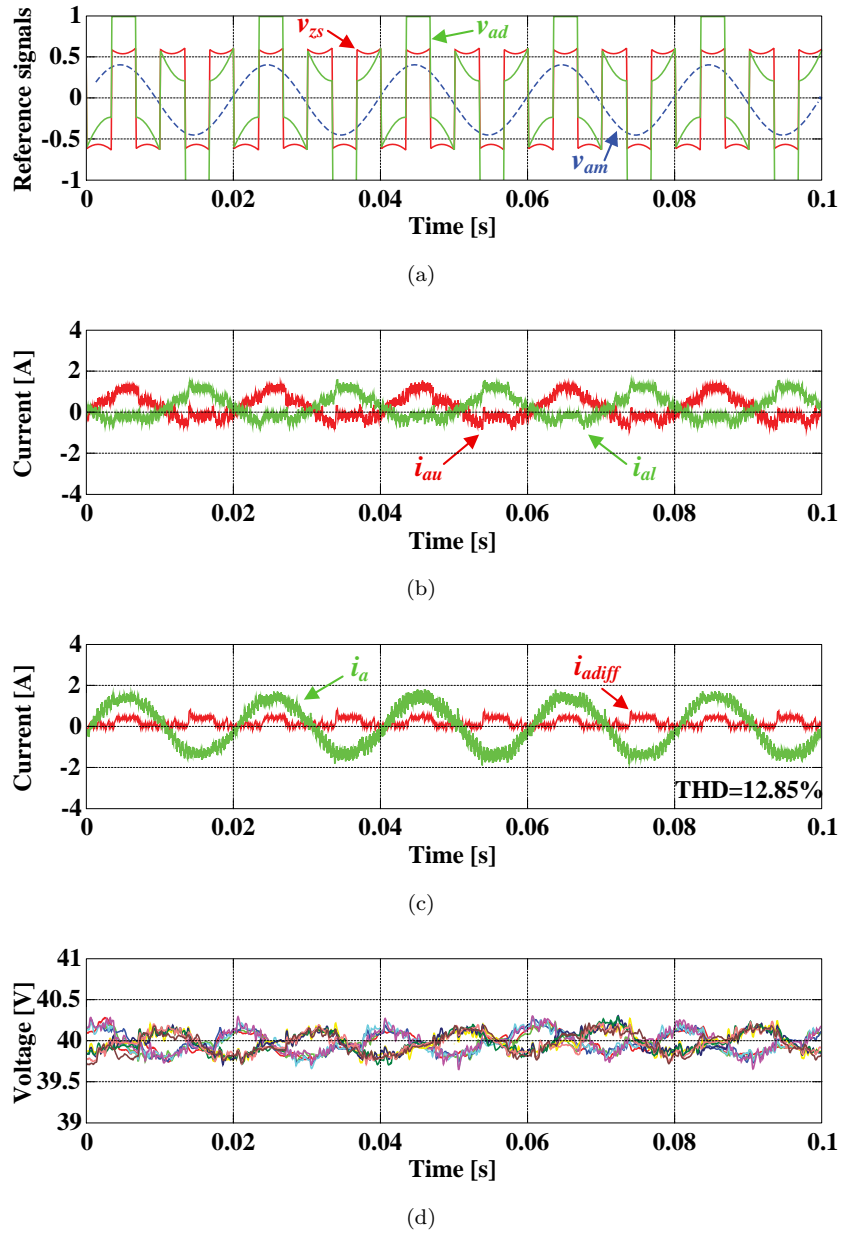 Reference signals
1
0.5
0
-0.5
-1
v_zs
v_ad
v_am
0 0.02 0.04 0.06 0.08 0.1
Time [s]
(a)
Current [A]
4
2
0
-2
-4
i_au
i_al
0 0.02 0.04 0.06 0.08 0.1
Time [s]
(b)
Current [A]
4
2
0
-2
-4
i_a
i_adiff
THD=12.85%
0 0.02 0.04 0.06 0.08 0.1
Time [s]
(c)
Voltage [V]
41
40.5
40
39.5
39
0 0.02 0.04 0.06 0.08 0.1
Time [s]
(d)